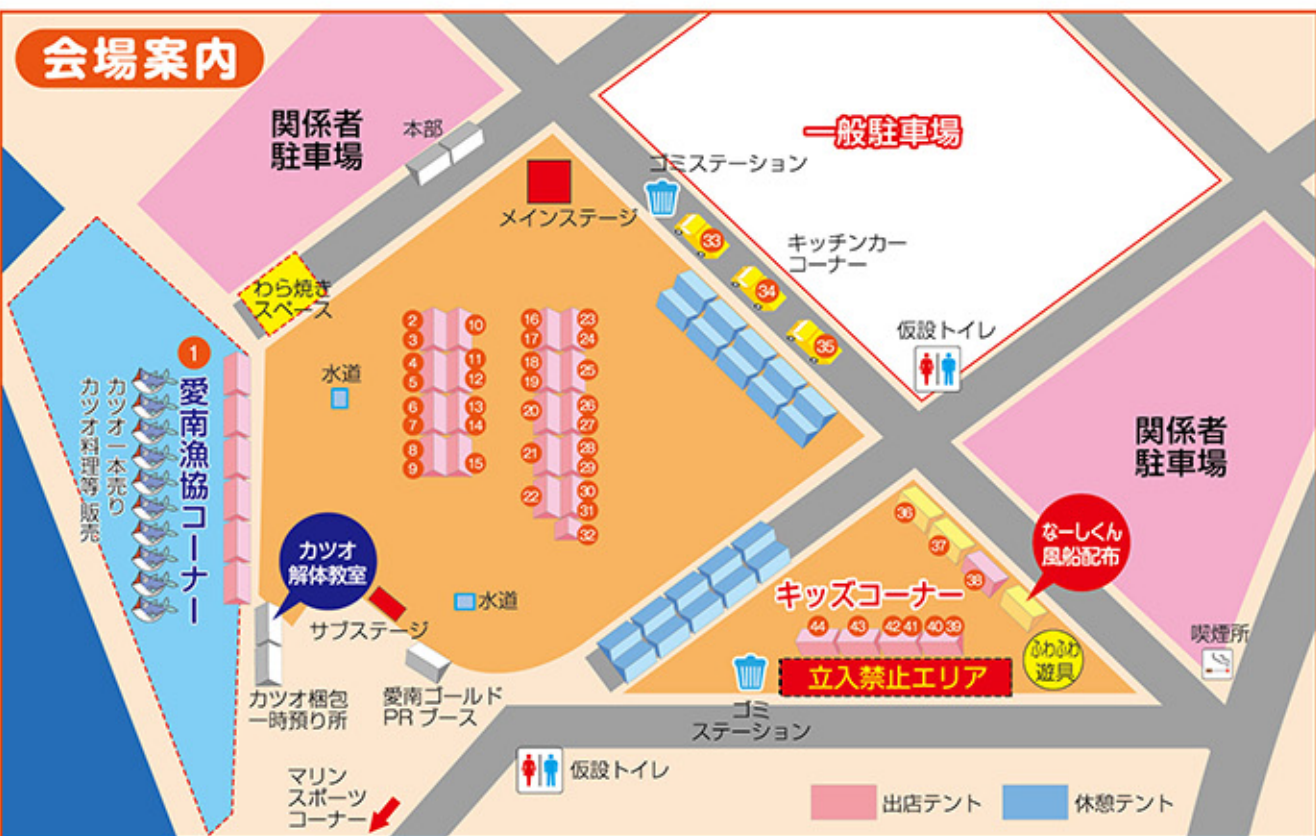 会場案内
関係者
駐車場
本部
一般駐車場
ゴミステーション
メインステージ
33
キッチンカー
コーナー
34
35
わら焼き
スペース
仮設トイレ
2
3
4
5
6
7
8
9
10
11
12
13
14
15
16
17
18
19
20
21
22
23
24
25
26
27
28
29
30
31
32
水道
1
愛南漁協コーナー
カツオ一本売り
カツオ料理等 販売
関係者
駐車場
カツオ
解体教室
水道
サブステージ
カツオ梱包
一時預り所
愛南ゴールド
PR ブース
36
37
38
なーしくん
風船配布
キッズコーナー
44
43
42
41
40
39
ふわふわ
遊具
立入禁止エリア
喫煙所
ゴミ
ステーション
仮設トイレ
マリン
スポーツ
コーナー
出店テント
休憩テント